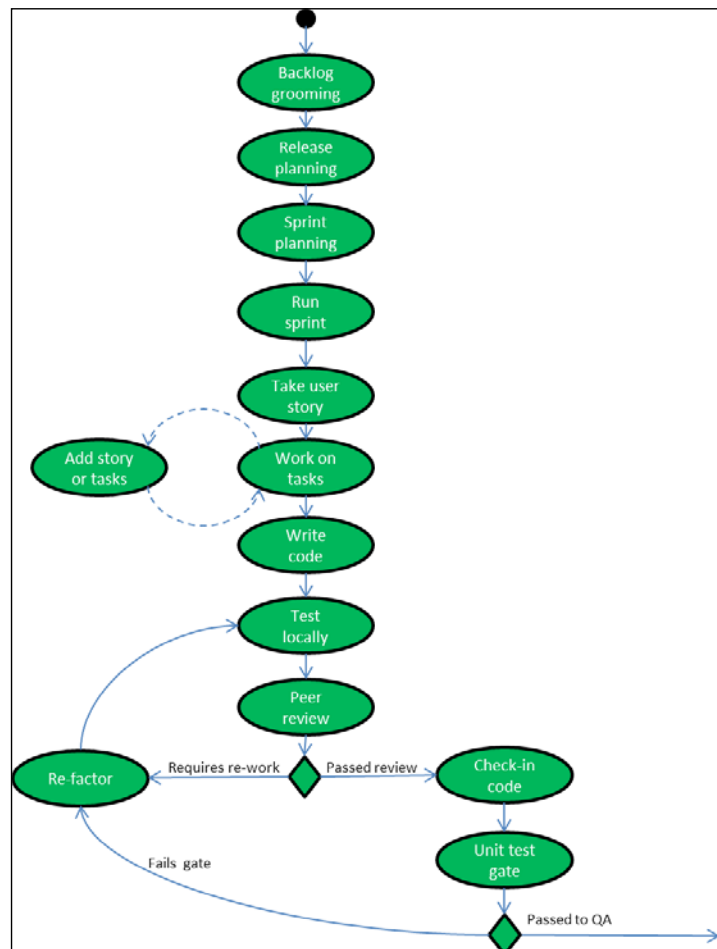 Backlog
grooming
Release
planning
Sprint
planning
Run
sprint
Take user
story
Add story
or tasks
Work on
tasks
Write
code
Test
locally
Peer
review
Re-factor
Requires re-work
Passed review
Check-in
code
Unit test
gate
Fails gate
Passed to QA